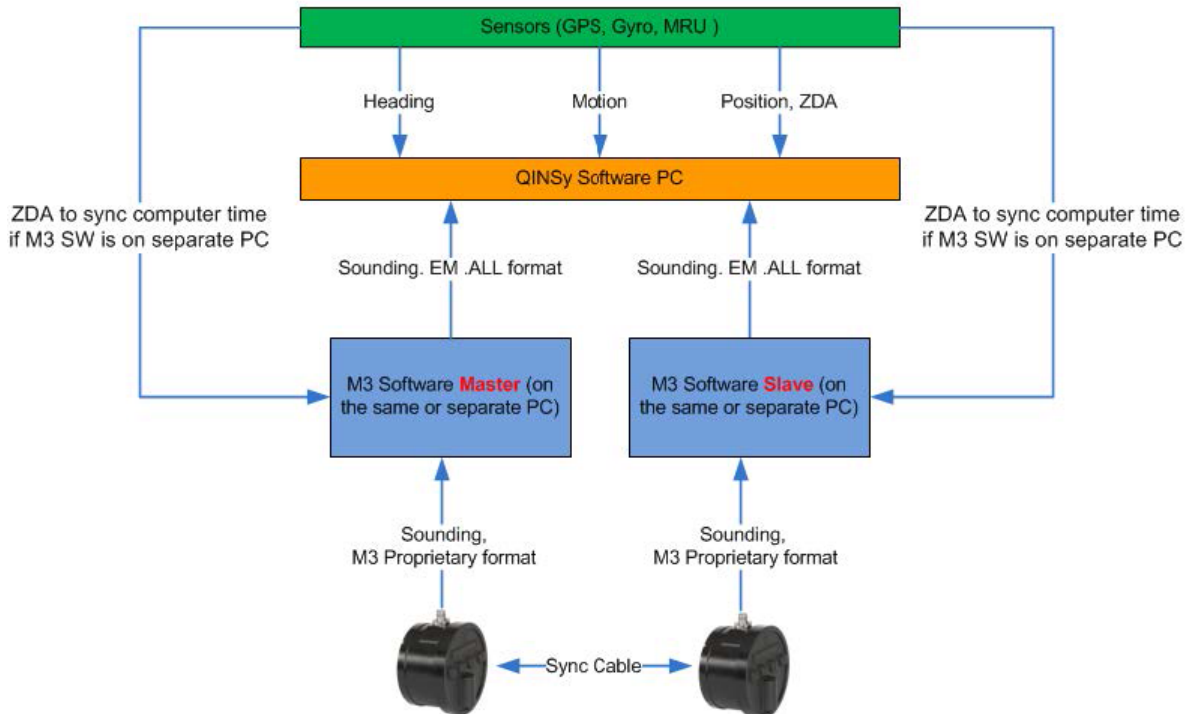 Sensors (GPS, Gyro, MRU )
Heading
Motion
Position, ZDA
QINSy Software PC
ZDA to sync computer time
if M3 SW is on separate PC
ZDA to sync computer time
if M3 SW is on separate PC
Sounding. EM .ALL format
Sounding. EM .ALL format
M3 Software Master (on
the same or separate PC)
M3 Software Slave (on
the same or separate PC)
Sounding,
M3 Proprietary format
Sounding,
M3 Proprietary format
Sync Cable